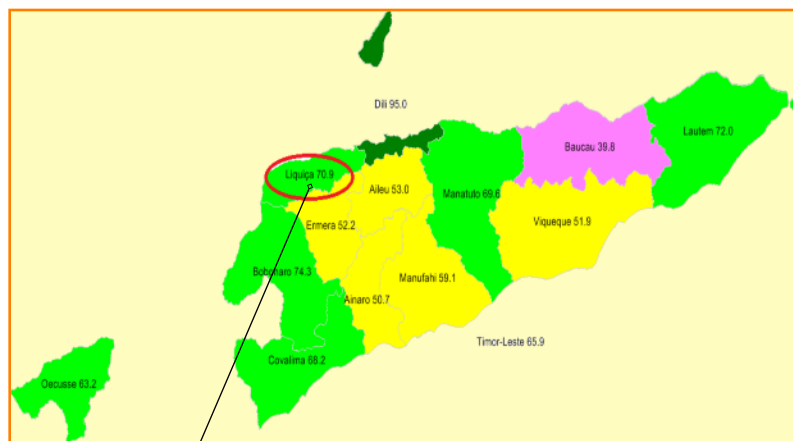 Dili 95.0
Lautem 72.0
Baucau 39.8
Liquiça 70.9
Aileu 53.0
Manatuto 69.6
Ermera 52.2
Viqueque 51.9
Bobonaro 74.3
Manufahi 59.1
Ainaro 50.7
Timor-Leste 65.9
Covalima 68.2
Oecusse 63.2